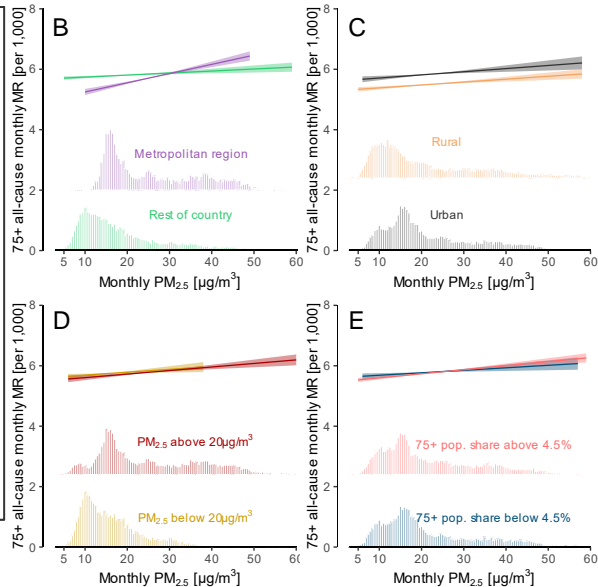 B
75+ all-cause monthly MR [per 1,000]
8
6
4
2
0
Metropolitan region
Rest of country
5 10 20 30 40 50 60
Monthly PM2.5 [µg/m³]
C
75+ all-cause monthly MR [per 1,000]
8
6
4
2
0
Rural
Urban
5 10 20 30 40 50 60
Monthly PM2.5 [µg/m³]
D
75+ all-cause monthly MR [per 1,000]
8
6
4
2
0
PM2.5 above 20µg/m³
PM2.5 below 20µg/m³
5 10 20 30 40 50 60
Monthly PM2.5 [µg/m³]
E
75+ all-cause monthly MR [per 1,000]
8
6
4
2
0
75+ pop. share above 4.5%
75+ pop. share below 4.5%
5 10 20 30 40 50 60
Monthly PM2.5 [µg/m³]